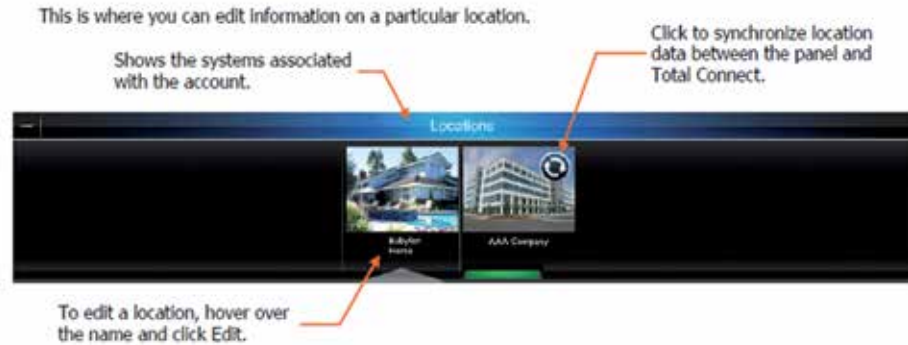 This is where you can edit information on a particular location.
Shows the systems associated
with the account.
Click to synchronize location
data between the panel and
Total Connect.
Locations
Babylon
Home
AAA Company
To edit a location, hover over
the name and click Edit.